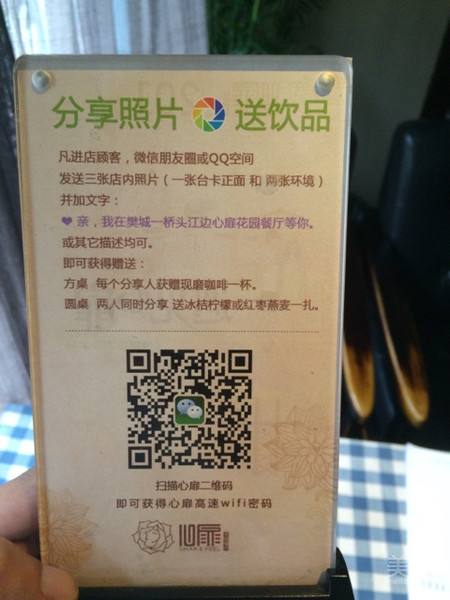 分享照片 送饮品
凡进店顾客，微信朋友圈或QQ空间
发送三张店内照片（一张台卡正面 和 两张环境）
并加文字：
❤ 亲，我在樊城一桥头江边心扉花园餐厅等你。
或其它描述均可。
即可获得赠送：
方桌 每个分享人获赠现磨咖啡一杯。
圆桌 两人同时分享 送冰桔柠檬或红枣燕麦一扎。
扫描心扉二维码
即可获得心扉高速wifi密码
心扉
美